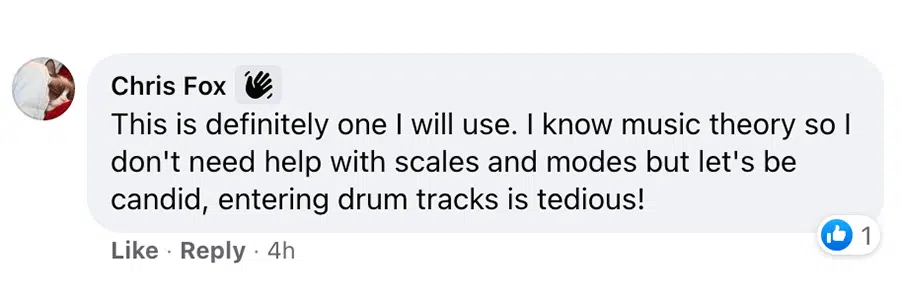 Chris Fox
This is definitely one I will use. I know music theory so I
don't need help with scales and modes but let's be
candid, entering drum tracks is tedious!
1
Like · Reply · 4h